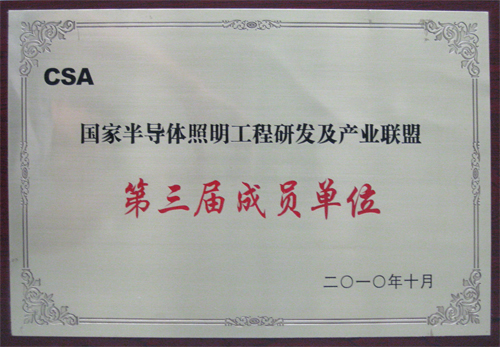 CSA
国家半导体照明工程研发及产业联盟
第三届成员单位
二〇一〇年十月